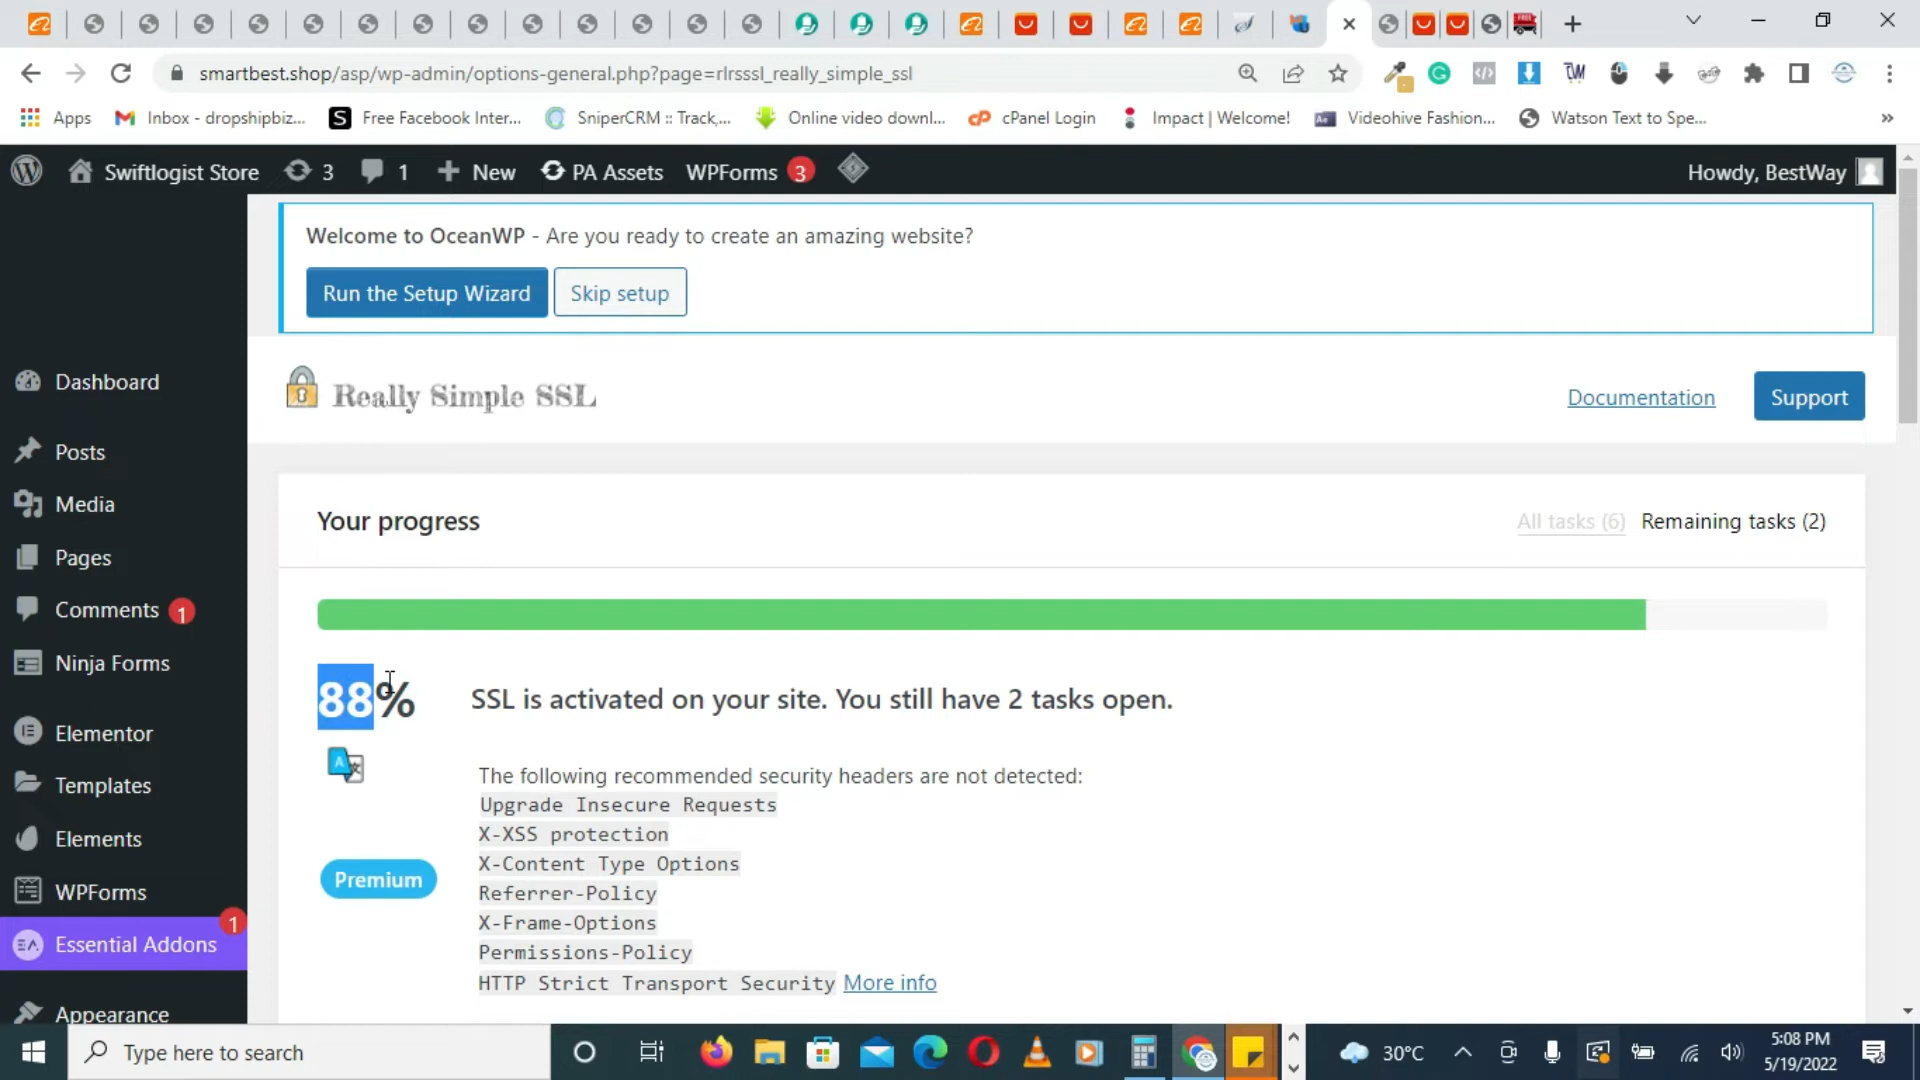 smartbest.shop/asp/wp-admin/options-general.php?page=rlrsssl_really_simple_ssl
Apps
Inbox - dropshipbiz...
Free Facebook Inter...
SniperCRM :: Track,...
Online video downl...
cPanel Login
Impact | Welcome!
Videohive Fashion...
Watson Text to Spe...
»
Swiftlogist Store
3
1
New
PA Assets
WPForms 3
Howdy, BestWay
Welcome to OceanWP - Are you ready to create an amazing website?
Run the Setup Wizard
Skip setup
Really Simple SSL
Documentation
Support
Dashboard
Posts
Media
Pages
Comments 1
Ninja Forms
Elementor
Templates
Elements
WPForms
Essential Addons 1
Appearance
Your progress
All tasks (6)
Remaining tasks (2)
88%
SSL is activated on your site. You still have 2 tasks open.
Premium
The following recommended security headers are not detected:
Upgrade Insecure Requests
X-XSS protection
X-Content Type Options
Referrer-Policy
X-Frame-Options
Permissions-Policy
HTTP Strict Transport Security More info
Type here to search
30°C
5:08 PM
5/19/2022